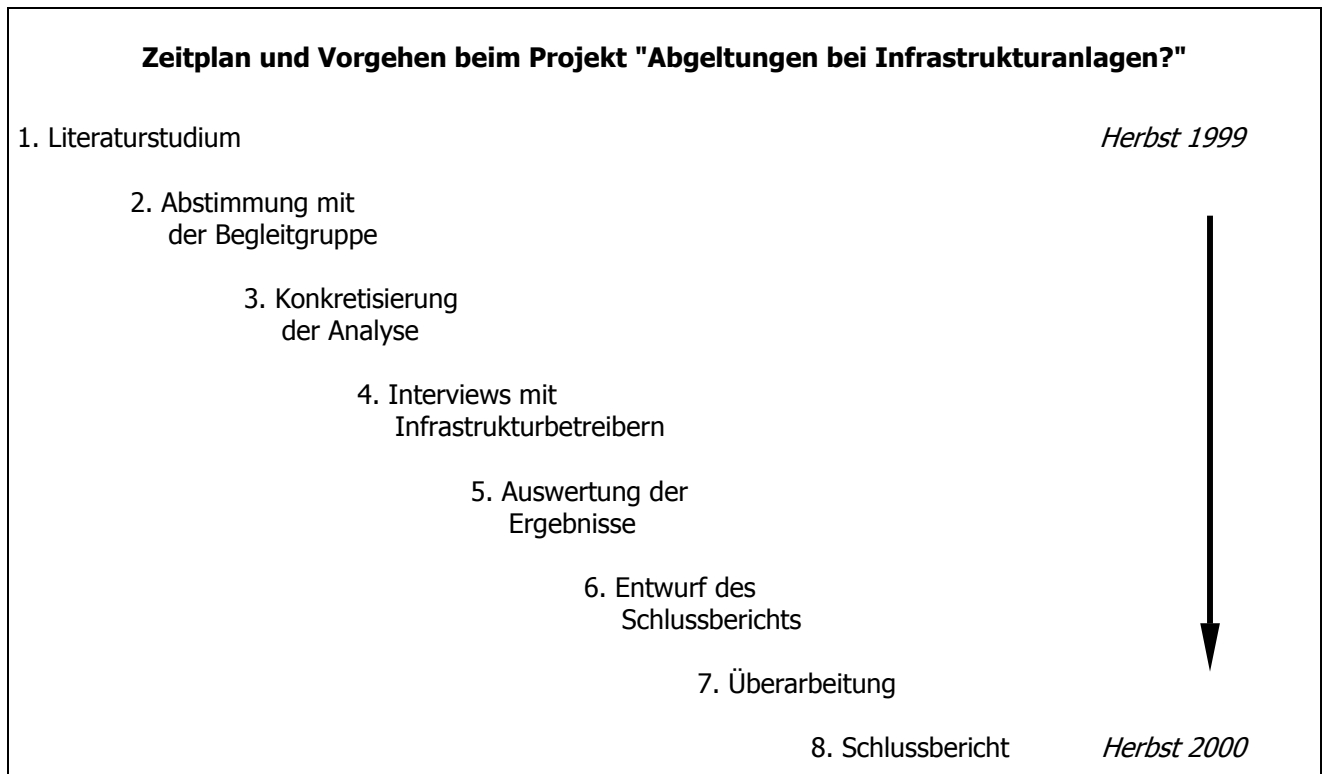 Zeitplan und Vorgehen beim Projekt "Abgeltungen bei Infrastrukturanlagen?"
1. Literaturstudium Herbst 1999
2. Abstimmung mit
der Begleitgruppe
3. Konkretisierung
der Analyse
4. Interviews mit
Infrastrukturbetreibern
5. Auswertung der
Ergebnisse
6. Entwurf des
Schlussberichts
7. Überarbeitung
8. Schlussbericht Herbst 2000